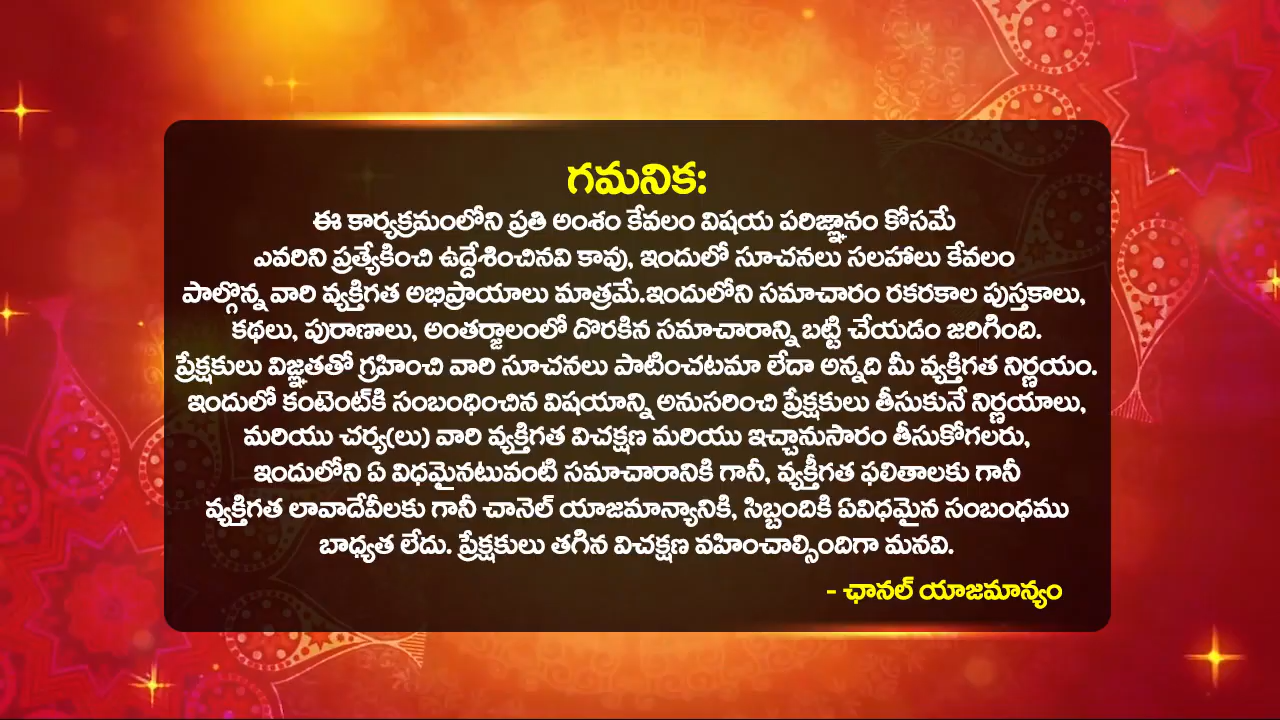 గమనిక:
ఈ కార్యక్రమంలోని ప్రతి అంశం కేవలం విషయ పరిజ్ఞానం కోసమే
ఎవరిని ప్రత్యేకించి ఉద్దేశించినవి కావు, ఇందులో సూచనలు సలహాలు కేవలం
పాల్గొన్న వారి వ్యక్తిగత అభిప్రాయాలు మాత్రమే.ఇందులోని సమాచారం రకరకాల పుస్తకాలు,
కథలు, పురాణాలు, అంతర్జాలంలో దొరకిన సమాచారాన్ని బట్టి చేయడం జరిగింది.
ప్రేక్షకులు విజ్ఞతతో గ్రహించి వారి సూచనలు పాటించటమా లేదా అన్నది మీ వ్యక్తిగత నిర్ణయం.
ఇందులో కంటెంట్‌కి సంబంధించిన విషయాన్ని అనుసరించి ప్రేక్షకులు తీసుకునే నిర్ణయాలు,
మరియు చర్య(లు) వారి వ్యక్తిగత విచక్షణ మరియు ఇచ్చానుసారం తీసుకోగలరు,
ఇందులోని ఏ విధమైనటువంటి సమాచారానికి గానీ, వ్యక్తీగత ఫలితాలకు గానీ
వ్యక్తిగత లావాదేవీలకు గానీ చానెల్ యాజమాన్యానికి, సిబ్బందికి ఏవిధమైన సంబంధము
బాధ్యత లేదు. ప్రేక్షకులు తగిన విచక్షణ వహించాల్సిందిగా మనవి.
- ఛానల్ యాజమాన్యం